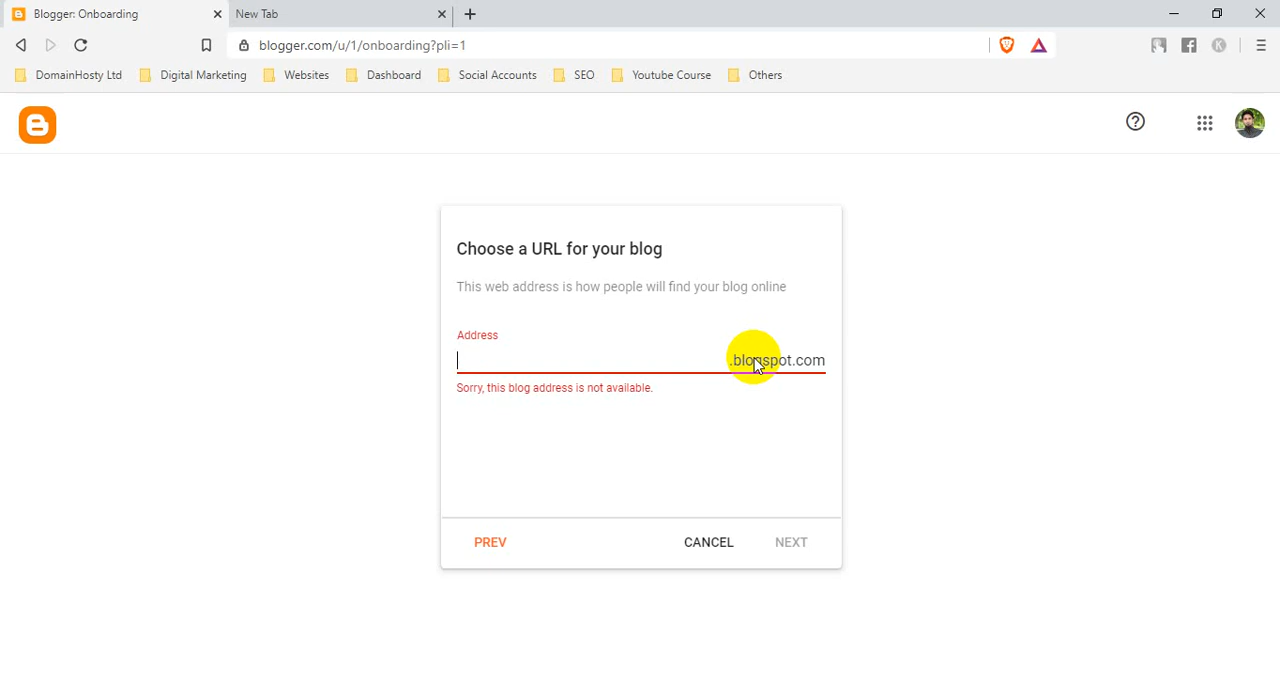 Blogger: Onboarding
New Tab
blogger.com/u/1/onboarding?pli=1
DomainHosty Ltd Digital Marketing Websites Dashboard Social Accounts SEO Youtube Course Others
Choose a URL for your blog
This web address is how people will find your blog online
Address
.blogspot.com
Sorry, this blog address is not available.
PREV CANCEL NEXT